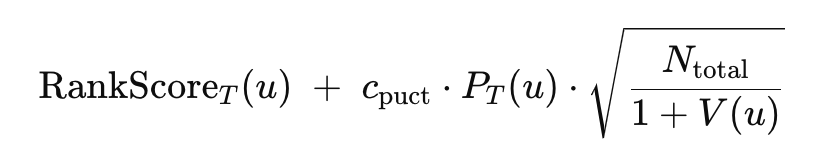 RankScore_T(u) + c_puct · P_T(u) · √(N_total / (1 + V(u)))